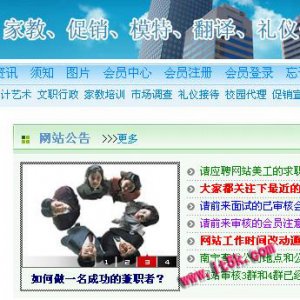 家教、促销、模特、翻译、礼仪
资讯 须知 图片 会员中心 会员注册 会员登录 忘
计艺术 文职行政 家教培训 市场调查 礼仪接待 校园代理 促销宣
网站公告 >>更多
请应聘网站美工的求职
大家都关注下最近的
请前来面试的已审核会
请前来审核的会员注意
网站工作时间改动通
南宁
地点和公
站审核3群和4群已经
1 2 3 4
如何做一名成功的兼职者?